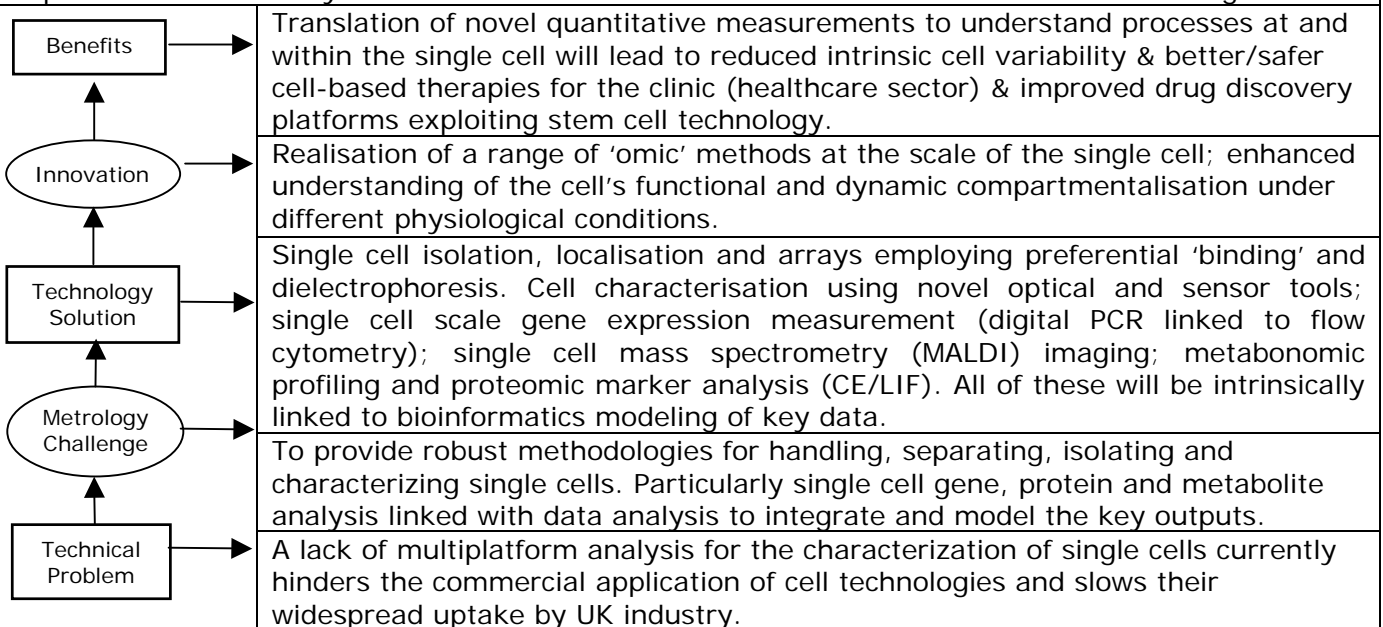 Benefits
Translation of novel quantitative measurements to understand processes at and
within the single cell will lead to reduced intrinsic cell variability & better/safer
cell-based therapies for the clinic (healthcare sector) & improved drug discovery
platforms exploiting stem cell technology.
Innovation
Realisation of a range of ‘omic’ methods at the scale of the single cell; enhanced
understanding of the cell’s functional and dynamic compartmentalisation under
different physiological conditions.
Technology
Solution
Single cell isolation, localisation and arrays employing preferential ‘binding’ and
dielectrophoresis. Cell characterisation using novel optical and sensor tools;
single cell scale gene expression measurement (digital PCR linked to flow
cytometry); single cell mass spectrometry (MALDI) imaging; metabonomic
profiling and proteomic marker analysis (CE/LIF). All of these will be intrinsically
linked to bioinformatics modeling of key data.
Metrology
Challenge
To provide robust methodologies for handling, separating, isolating and
characterizing single cells. Particularly single cell gene, protein and metabolite
analysis linked with data analysis to integrate and model the key outputs.
Technical
Problem
A lack of multiplatform analysis for the characterization of single cells currently
hinders the commercial application of cell technologies and slows their
widespread uptake by UK industry.